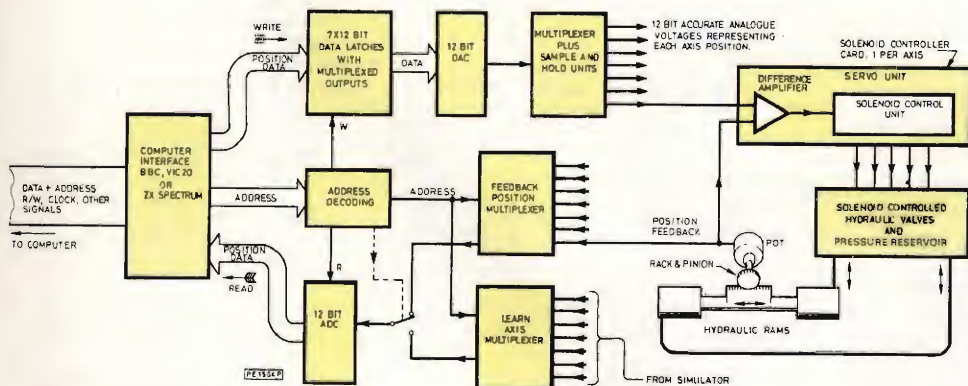 WRITE
POSITION
DATA
7X12 BIT
DATA LATCHES
WITH
MULTIPLEXED
OUTPUTS
DATA
12 BIT
DAC
MULTIPLEXER
PLUS
SAMPLE AND
HOLD UNITS
12 BIT ACCURATE ANALOGUE
VOLTAGES REPRESENTING
EACH AXIS POSITION.
SOLENOID CONTROLLER
CARD, 1 PER AXIS
SERVO UNIT
DIFFERENCE
AMPLIFIER
SOLENOID CONTROL
UNIT
W
COMPUTER
INTERFACE
BBC, VIC20
OR
ZX SPECTRUM
DATA + ADDRESS
R/W, CLOCK, OTHER
SIGNALS
TO COMPUTER
ADDRESS
ADDRESS
DECODING
ADDRESS
FEEDBACK
POSITION
MULTIPLEXER
POSITION
FEEDBACK
POT
RACK & PINION
SOLENOID CONTROLLED
HYDRAULIC VALVES
AND
PRESSURE RESERVOIR
POSITION
DATA
READ
R
12 BIT
ADC
LEARN
AXIS
MULTIPLEXER
HYDRAULIC RAMS
FROM SIMULATOR